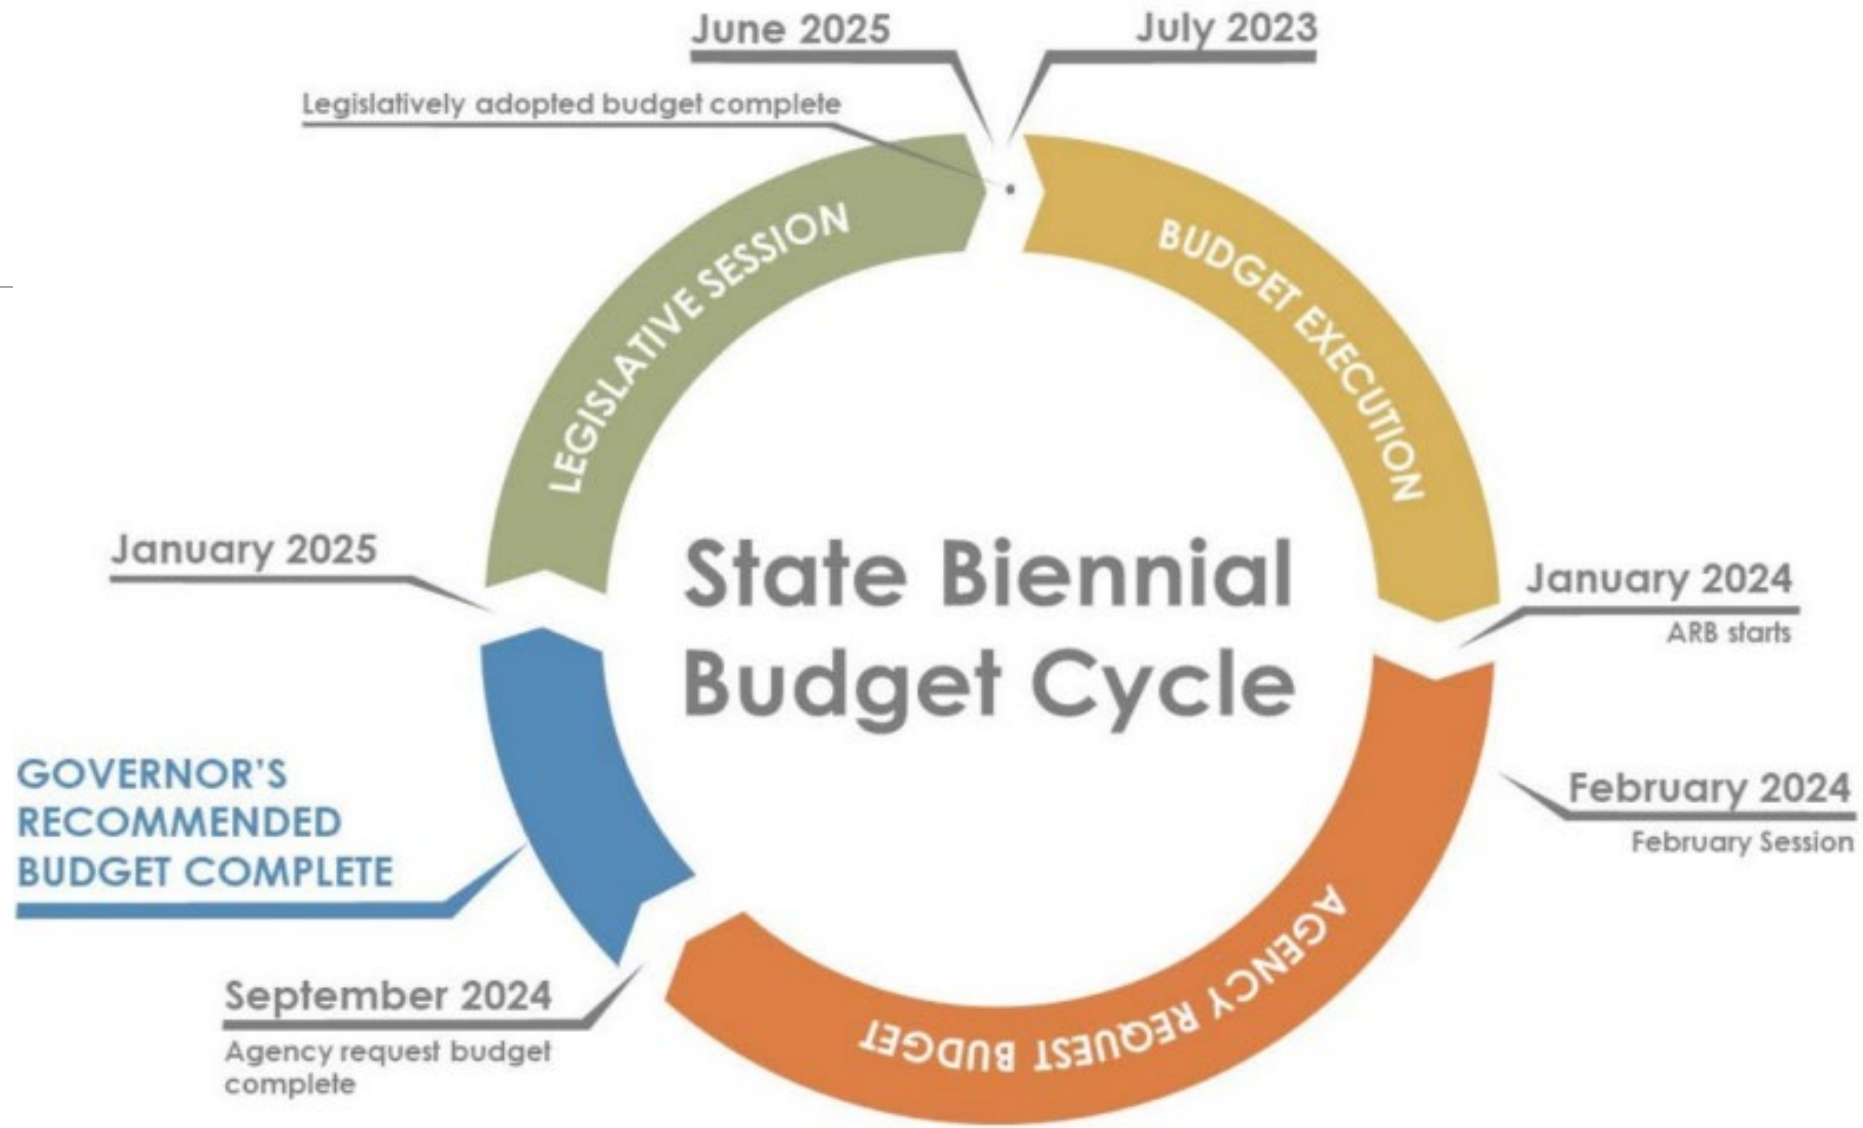 June 2025
July 2023
Legislatively adopted budget complete
LEGISLATIVE SESSION
BUDGET EXECUTION
State Biennial
Budget Cycle
January 2025
January 2024
ARB starts
GOVERNOR'S
RECOMMENDED
BUDGET COMPLETE
February 2024
February Session
AGENCY REQUEST BUDGET
September 2024
Agency request budget
complete